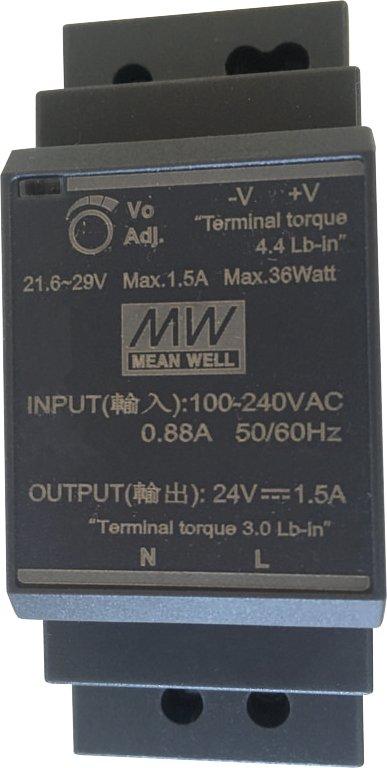 -V +V
Vo
Adj.
"Terminal torque
4.4 Lb-in"
21.6~29V Max.1.5A Max.36Watt
MW
MEAN WELL
INPUT(輸入):100-240VAC
0.88A 50/60Hz
OUTPUT(輸出): 24V⎓1.5A
"Terminal torque 3.0 Lb-in"
N L